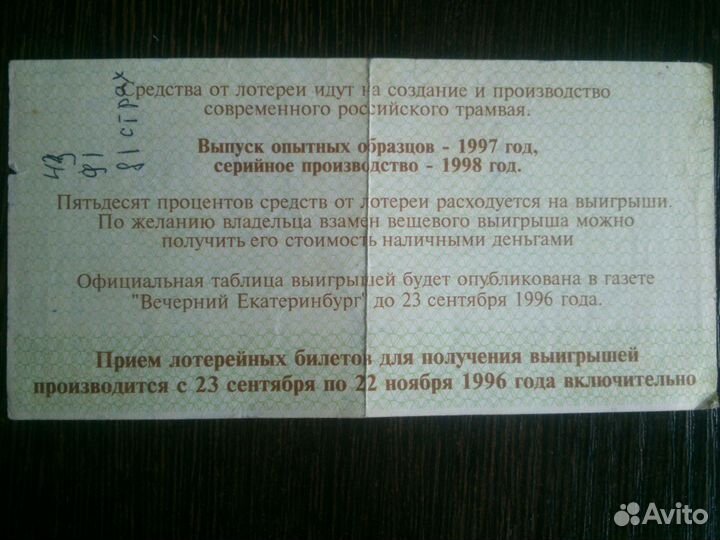 Средства от лотереи идут на создание и производство
современного российского трамвая.
Выпуск опытных образцов - 1997 год,
серийное производство - 1998 год.
Пятьдесят процентов средств от лотереи расходуется на выигрыши.
По желанию владельца взамен вещевого выигрыша можно
получить его стоимость наличными деньгами
Официальная таблица выигрышей будет опубликована в газете
"Вечерний Екатеринбург" до 23 сентября 1996 года.
Прием лотерейных билетов для получения выигрышей
производится с 23 сентября по 22 ноября 1996 года включительно
81 страх
Avito